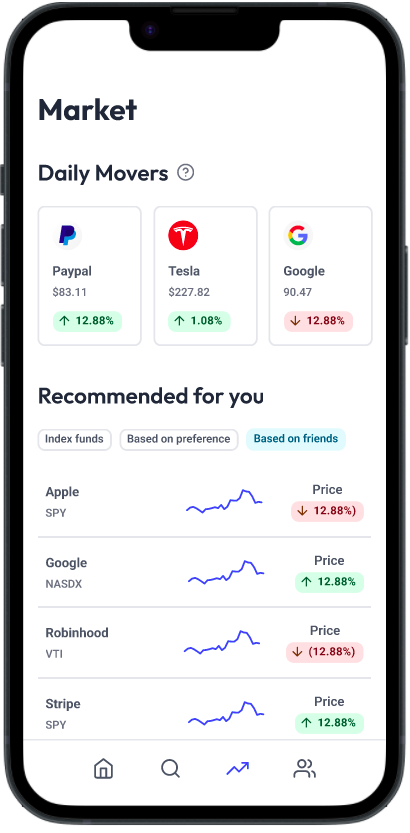 Market
Daily Movers
Paypal
$83.11
12.88%
Tesla
$227.82
1.08%
Google
90.47
12.88%
Recommended for you
Index funds
Based on preference
Based on friends
Apple
SPY
Price
12.88%)
Google
NASDX
Price
12.88%
Robinhood
VTI
Price
(12.88%)
Stripe
SPY
Price
12.88%